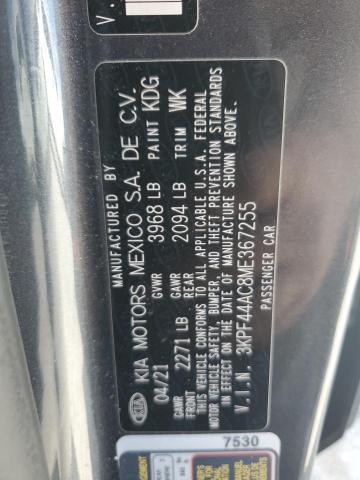 MANUFACTURED BY
KIA MOTORS MEXICO S.A. DE C.V.
04/21 GVWR 3968 LB PAINT KDG
GAWR FRONT 2271 LB GAWR REAR 2094 LB TRIM WK
THIS VEHICLE CONFORMS TO ALL APPLICABLE U.S.A. FEDERAL
MOTOR VEHICLE SAFETY, BUMPER, AND THEFT PREVENTION STANDARDS
IN EFFECT ON THE DATE OF MANUFACTURE SHOWN ABOVE.
V.I.N. 3KPF44AC8ME367255
PASSENGER CAR
KIA
7530
V.